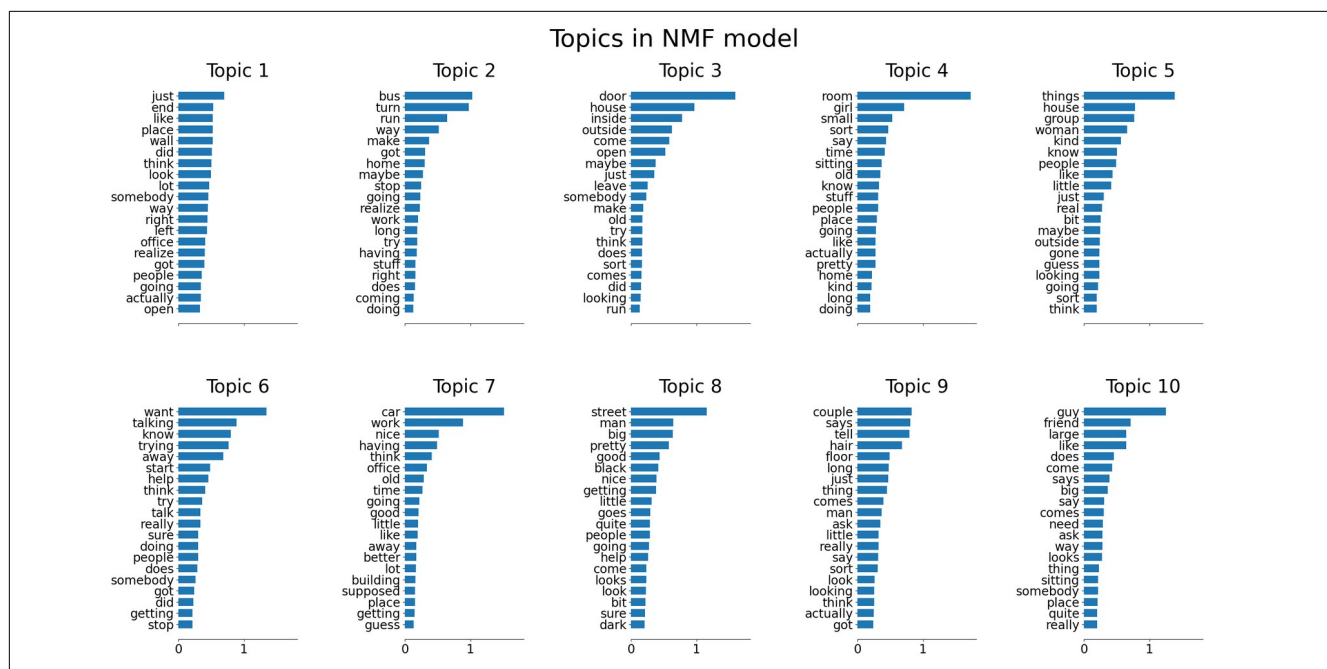 Topics in NMF model
Topic 1
just
end
like
place
wall
did
think
look
lot
somebody
way
right
left
office
realize
got
people
going
actually
open
Topic 2
bus
turn
run
way
make
got
home
maybe
stop
going
realize
work
long
try
having
stuff
right
does
coming
doing
Topic 3
door
house
inside
outside
come
open
maybe
just
leave
somebody
make
old
try
think
does
sort
comes
did
looking
run
Topic 4
room
girl
small
sort
say
time
sitting
old
know
stuff
people
place
going
like
actually
pretty
home
kind
long
doing
Topic 5
things
house
group
woman
kind
know
people
like
little
just
real
bit
maybe
outside
gone
guess
looking
going
sort
think
0 1
0 1
0 1
0 1
0 1
Topic 6
want
talking
know
trying
away
start
help
think
try
talk
really
sure
doing
people
does
somebody
got
did
getting
stop
0 1
Topic 7
car
work
nice
having
think
office
old
time
going
good
little
like
away
better
lot
building
supposed
place
getting
guess
0 1
Topic 8
street
man
big
pretty
good
black
nice
getting
little
goes
quite
people
going
help
come
looks
look
bit
sure
dark
0 1
Topic 9
couple
says
tell
hair
floor
long
just
thing
comes
man
ask
little
really
say
sort
look
looking
think
actually
got
0 1
Topic 10
guy
friend
large
like
does
come
says
big
say
comes
need
ask
way
looks
thing
sitting
somebody
place
quite
really
0 1